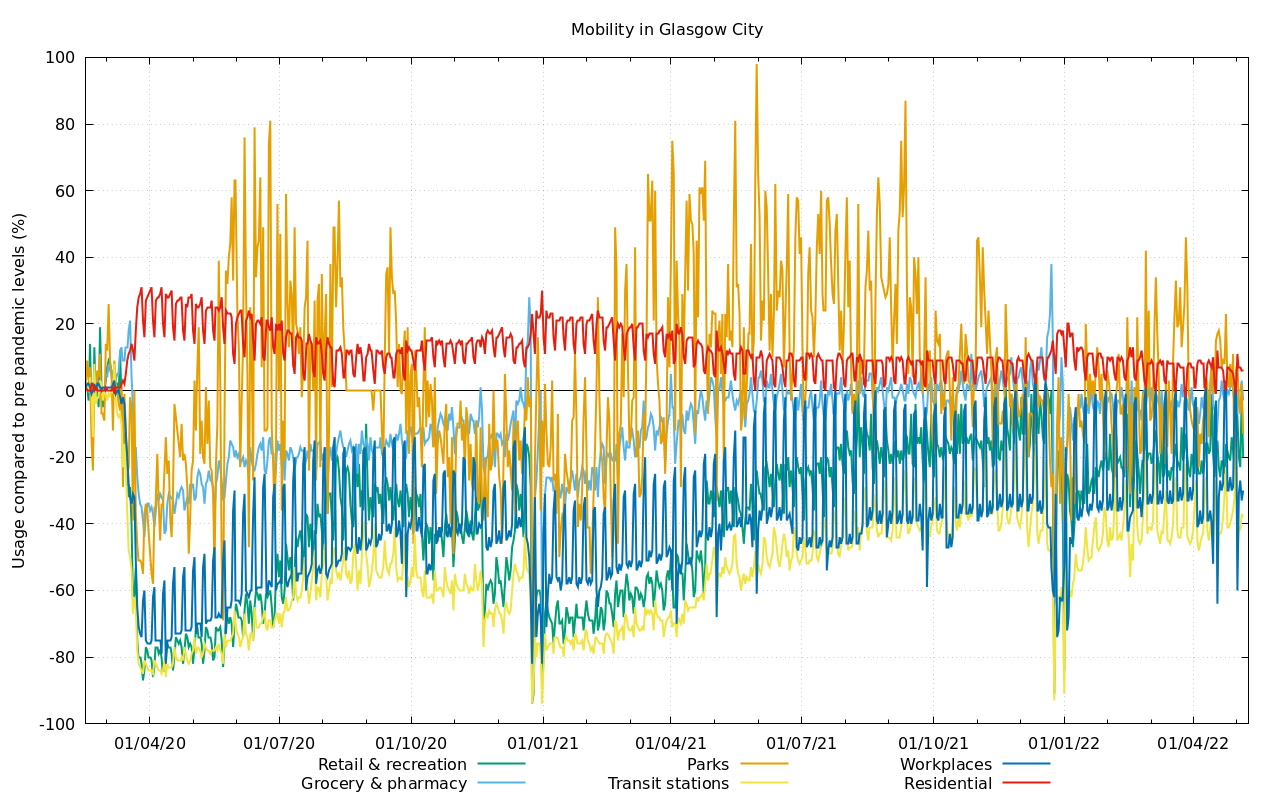 Mobility in Glasgow City
Usage compared to pre pandemic levels (%)
100
80
60
40
20
0
-20
-40
-60
-80
-100
01/04/20 01/07/20 01/10/20 01/01/21 01/04/21 01/07/21 01/10/21 01/01/22 01/04/22
Retail & recreation Parks Workplaces
Grocery & pharmacy Transit stations Residential